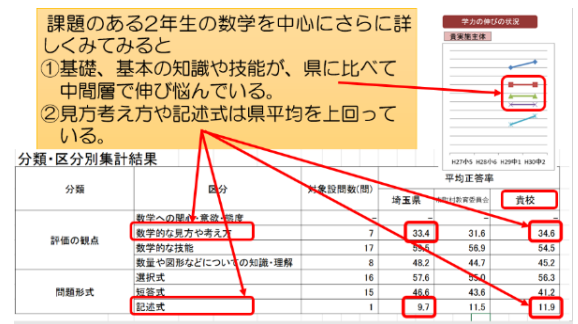 課題のある2年生の数学を中心にさらに詳
しくみてみると
①基礎、基本の知識や技能が、県に比べて
中間層で伸び悩んでいる。
②見方考え方や記述式は県平均を上回って
いる。
学力の伸びの状況
貴実施主体
H27小5 H28小6 H29中1 H30中2
分類・区分別集計結果
分類 区分 対象設問数(問) 平均正答率
埼玉県 教育委員会 貴校
評価の観点
数学への関心・意欲・態度 － － － －
数学的な見方や考え方 7 33.4 31.6 34.6
数学的な技能 17 56.9 54.5
数量や図形などについての知識・理解 8 48.2 44.7 45.2
問題形式
選択式 16 57.6 55.0 56.3
短答式 15 46.6 43.6 41.2
記述式 1 9.7 11.5 11.9